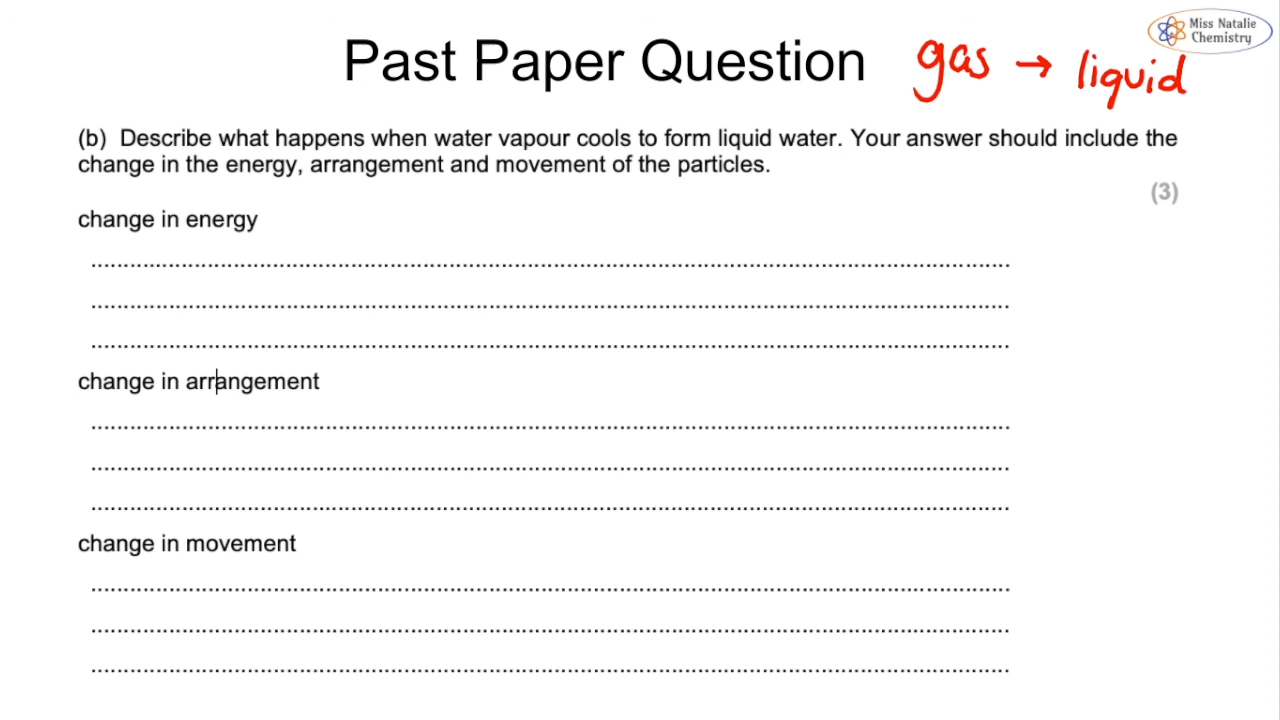 Miss Natalie
Chemistry
Past Paper Question gas → liquid
(b) Describe what happens when water vapour cools to form liquid water. Your answer should include the
change in the energy, arrangement and movement of the particles.
(3)
change in energy
..........................................................................................................................................
..........................................................................................................................................
..........................................................................................................................................
change in arrangement
..........................................................................................................................................
..........................................................................................................................................
..........................................................................................................................................
change in movement
..........................................................................................................................................
..........................................................................................................................................
..........................................................................................................................................